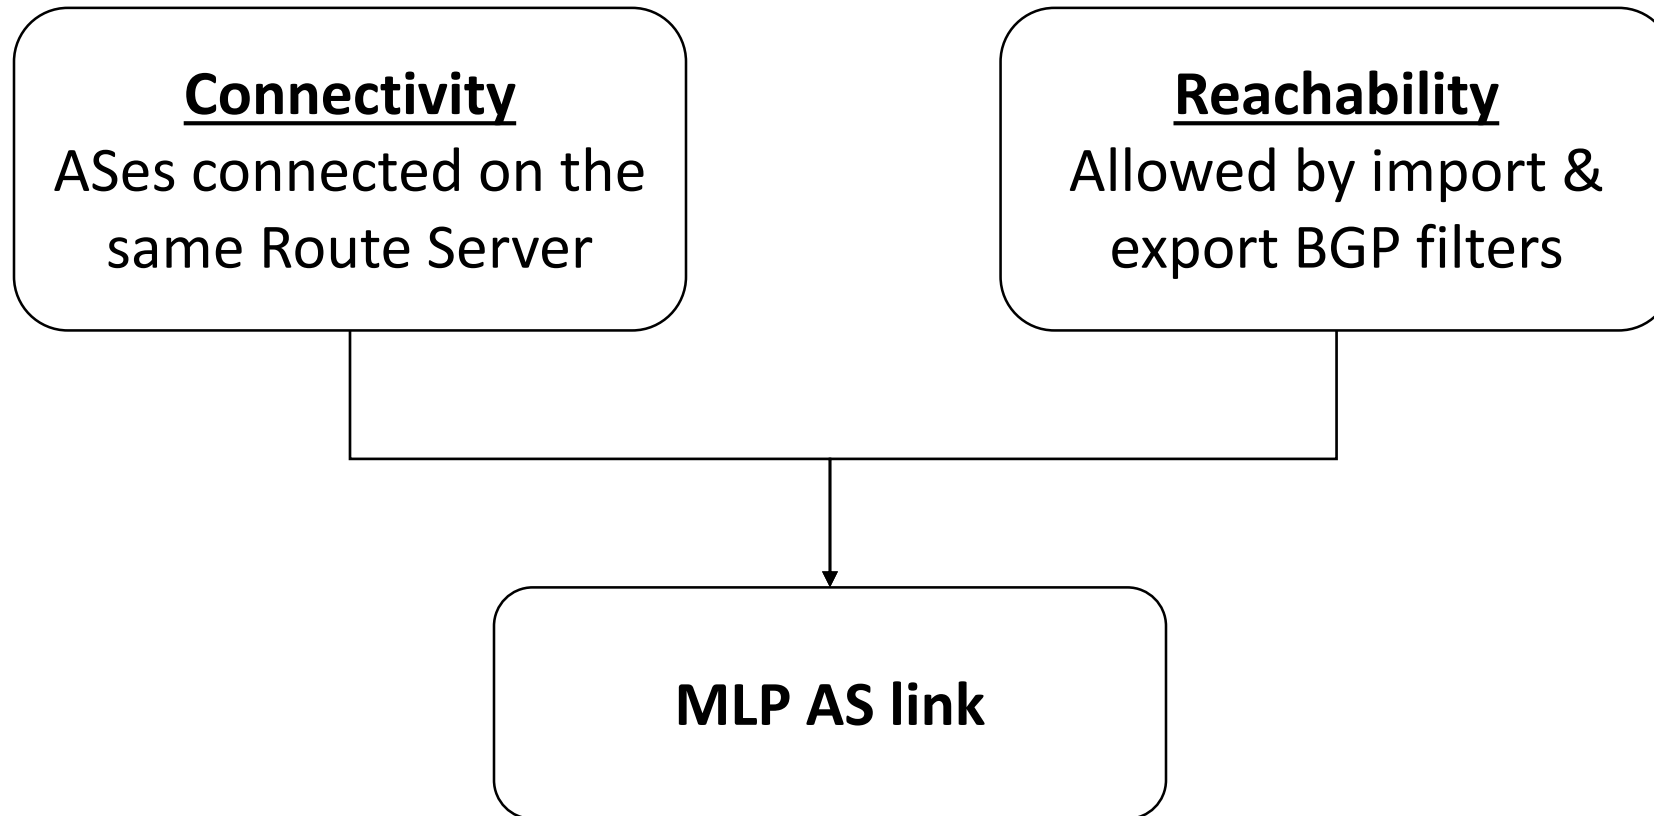 Connectivity
ASes connected on the
same Route Server
Reachability
Allowed by import &
export BGP filters
MLP AS link